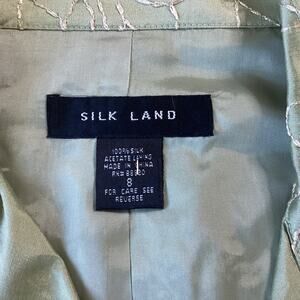 SILK LAND
100% SILK
ACETATE LINING
MADE IN CHINA
8
FOR CARE SEE
REVERSE